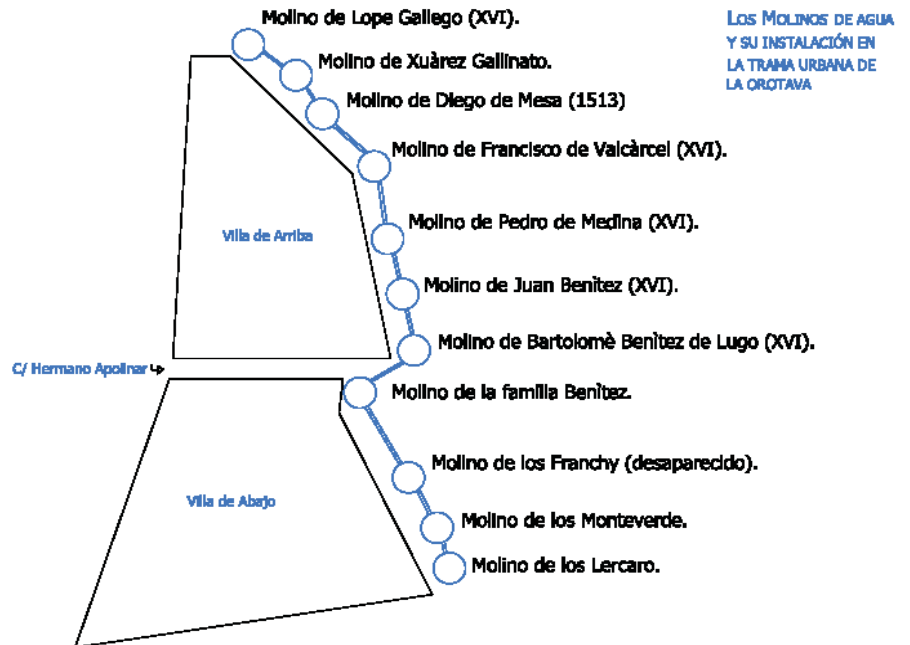 Molino de Lope Gallego (XVI).
LOS MOLINOS DE AGUA
Y SU INSTALACIÓN EN
LA TRAMA URBANA DE
LA OROTAVA
Molino de Xuàrez Gallinato.
Molino de Diego de Mesa (1513)
Molino de Francisco de Valcàrcel (XVI).
Molino de Pedro de Medina (XVI).
Villa de Arriba
Molino de Juan Benìtez (XVI).
Molino de Bartolomè Benìtez de Lugo (XVI).
C/ Hermano Apolinar
Molino de la familia Benìtez.
Molino de los Franchy (desaparecido).
Villa de Abajo
Molino de los Monteverde.
Molino de los Lercaro.